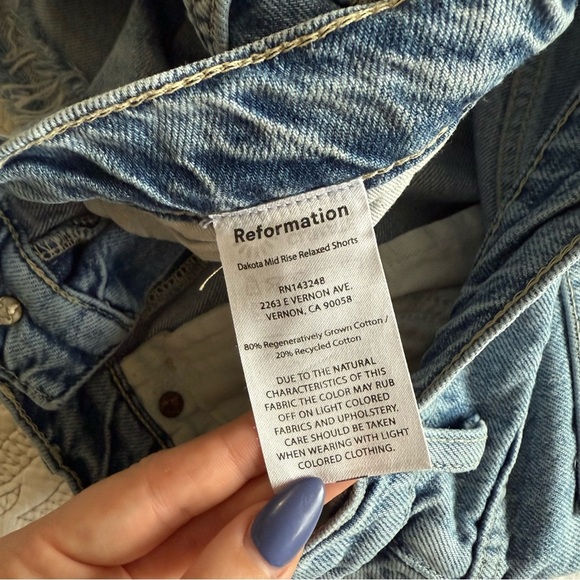 Reformation
Dakota Mid Rise Relaxed Shorts
RN143248
2263 E VERNON AVE.
VERNON, CA 90058
80% Regeneratively Grown Cotton /
20% Recycled Cotton
DUE TO THE NATURAL
CHARACTERISTICS OF THIS
FABRIC THE COLOR MAY RUB
OFF ON LIGHT COLORED
FABRICS AND UPHOLSTERY.
CARE SHOULD BE TAKEN
WHEN WEARING WITH LIGHT
COLORED CLOTHING.